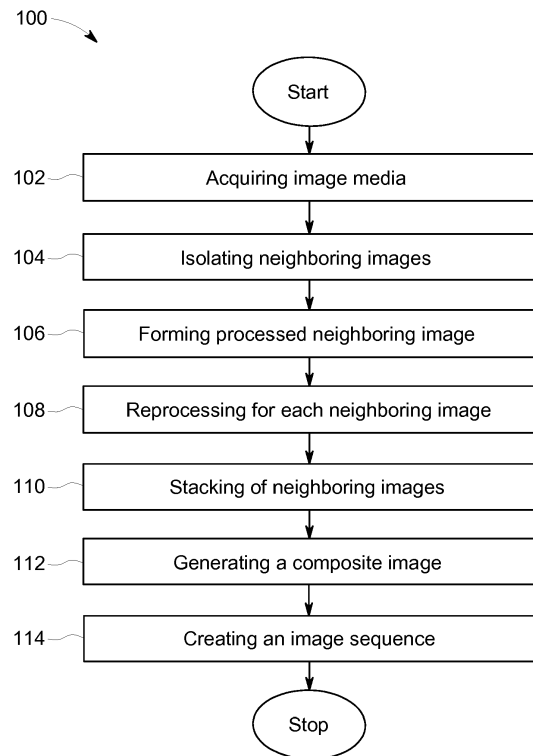 100
Start
102 Acquiring image media
104 Isolating neighboring images
106 Forming processed neighboring image
108 Reprocessing for each neighboring image
110 Stacking of neighboring images
112 Generating a composite image
114 Creating an image sequence
Stop